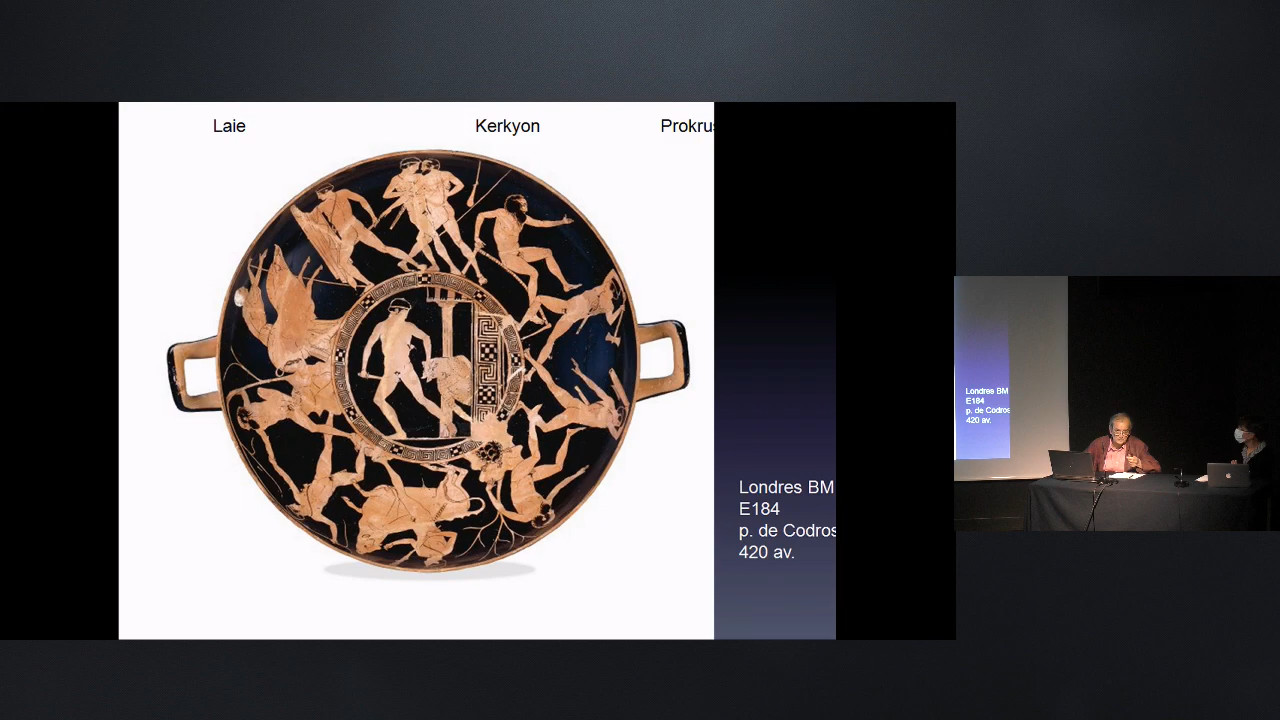 Laie
Kerkyon
Prokrus
Londres BM
E184
p. de Codros
420 av.
Londres BM
E184
p. de Codros
420 av.